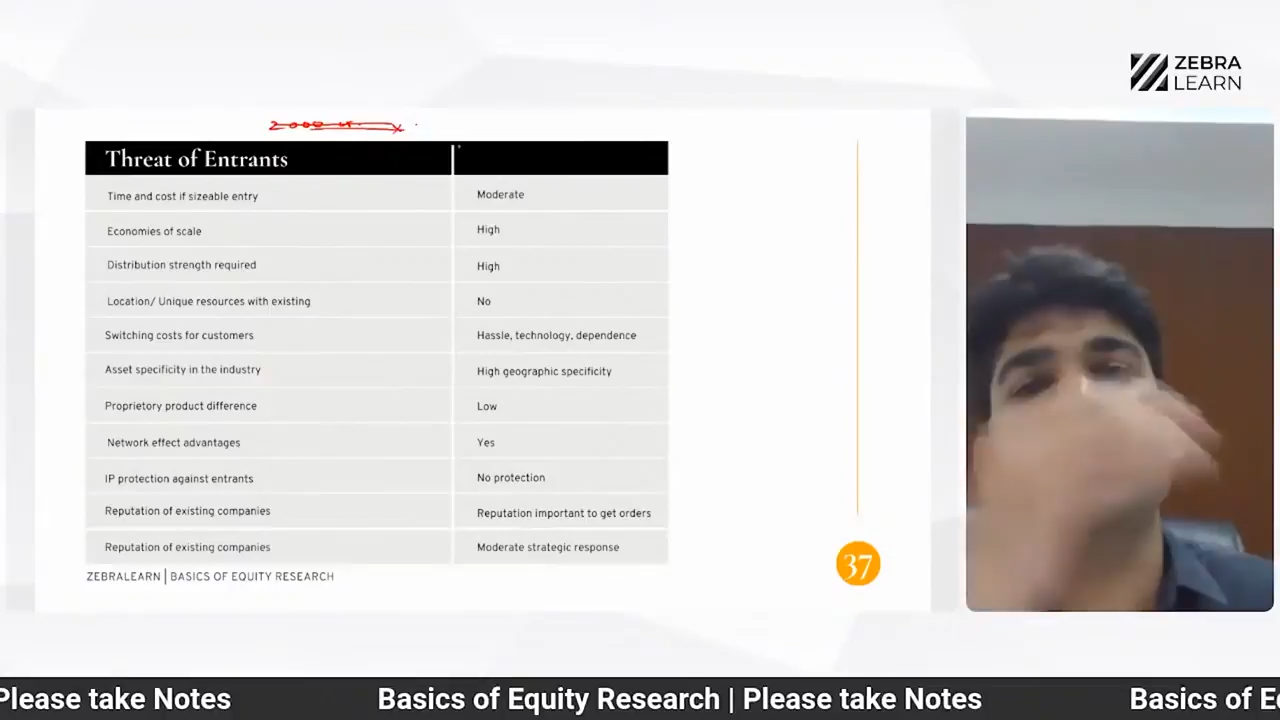 ZEBRA
LEARN
Threat of Entrants
Time and cost if sizeable entry Moderate
Economies of scale High
Distribution strength required High
Location/ Unique resources with existing No
Switching costs for customers Hassle, technology, dependence
Asset specificity in the industry High geographic specificity
Proprietory product difference Low
Network effect advantages Yes
IP protection against entrants No protection
Reputation of existing companies Reputation important to get orders
Reputation of existing companies Moderate strategic response
ZEBRALEARN | BASICS OF EQUITY RESEARCH
37
Please take Notes Basics of Equity Research | Please take Notes Basics of E